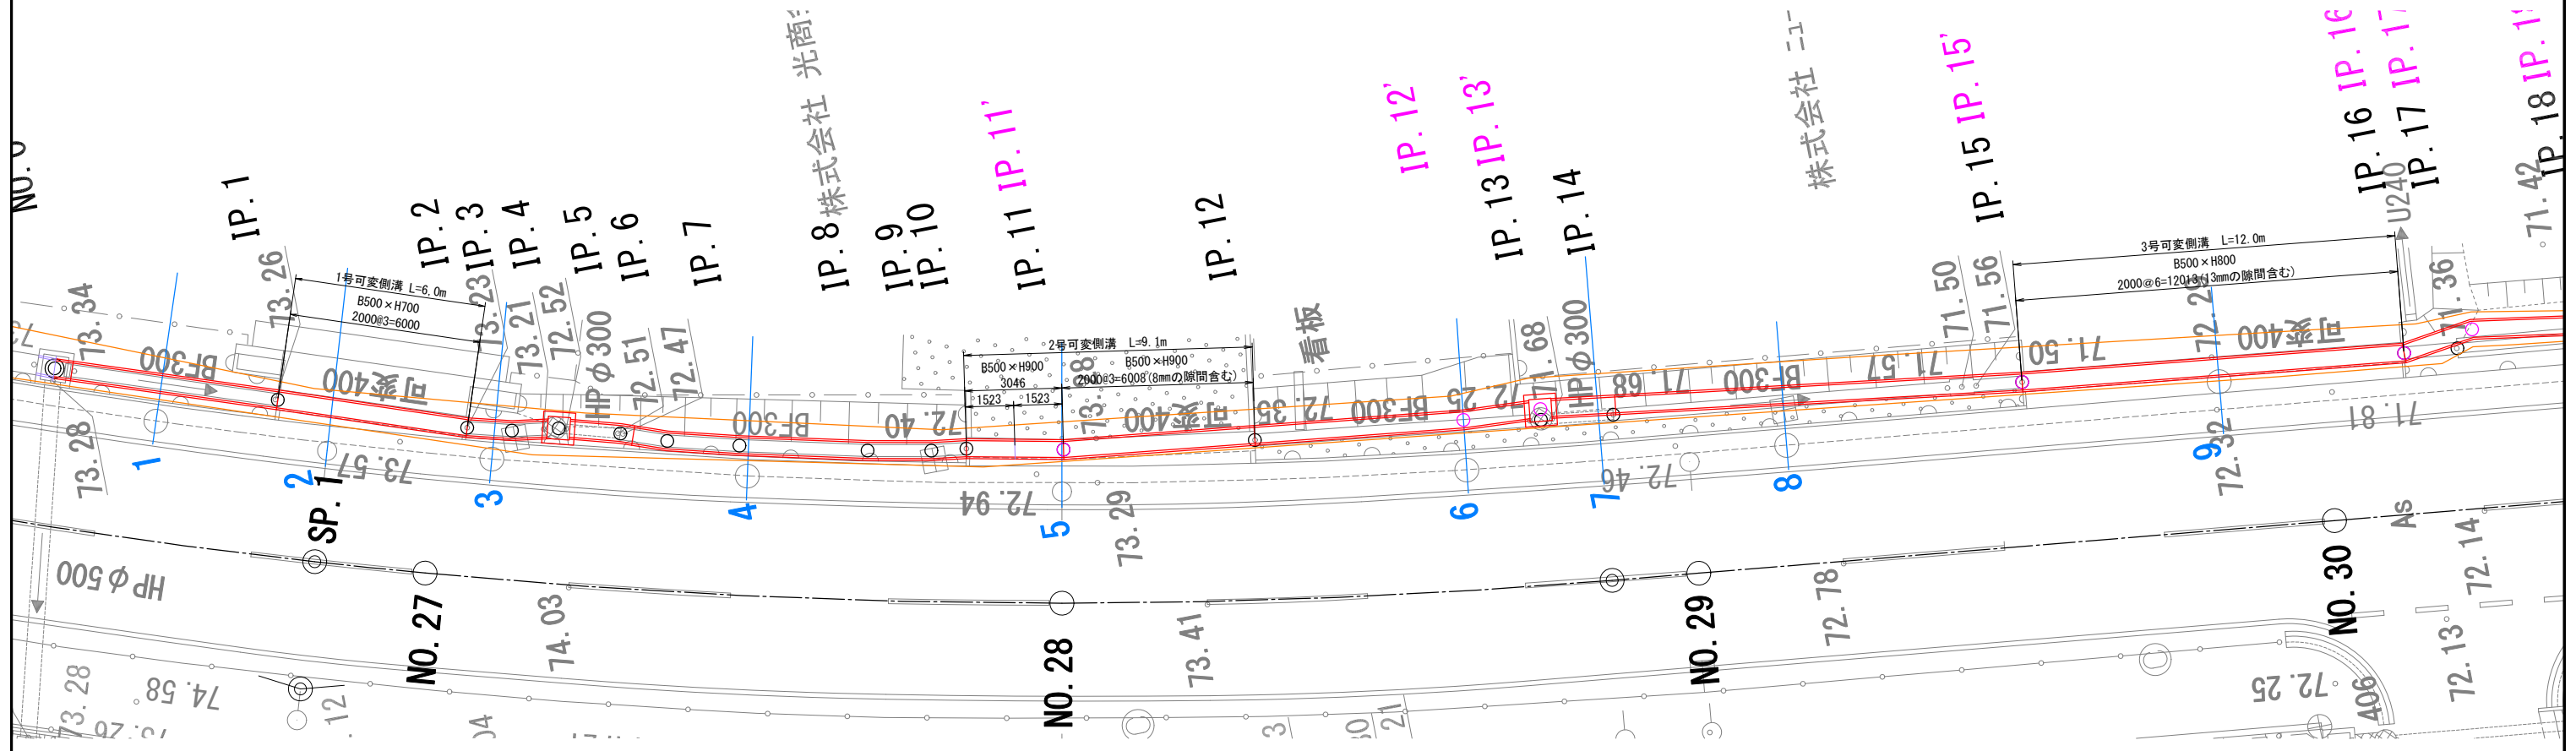 IP. 1
IP. 2
IP. 3
IP. 4
IP. 5
IP. 6
IP. 7
IP. 8
株式会社 光商
IP. 9
IP. 10
IP. 11
IP. 11'
IP. 12
IP. 12'
IP. 13
IP. 13'
IP. 14
株式会社 ニュー
IP. 15
IP. 15'
IP. 16
IP. 16'
IP. 17
IP. 17'
IP. 18
71.42
U240
73.34
73.26
1号可変側溝 L=6.0m
B500×H700
2000@3=6000
73.23
73.21
72.52
HPφ300
72.51
72.47
2号可変側溝 L=9.1m
B500×H900
3046
1523
1523
B500×H900
2000@3=6008(8mmの隙間含む)
73.18
看板
71.68
HPφ300
71.50
71.56
3号可変側溝 L=12.0m
B500×H800
2000@6=12013(13mmの隙間含む)
71.36
BF300
可変400
BF300
72.40
可変400
72.35
BF300
72.25
71.68
BF300
71.57
71.50
可変400
73.28
1
2
73.57
3
4
72.94
5
73.29
6
7
72.46
8
9
72.32
71.81
SP. 1
NO. 27
NO. 28
NO. 29
NO. 30
As
HPφ500
74.03
73.41
72.78
72.14
72.13
73.28
74.58
72.25
406